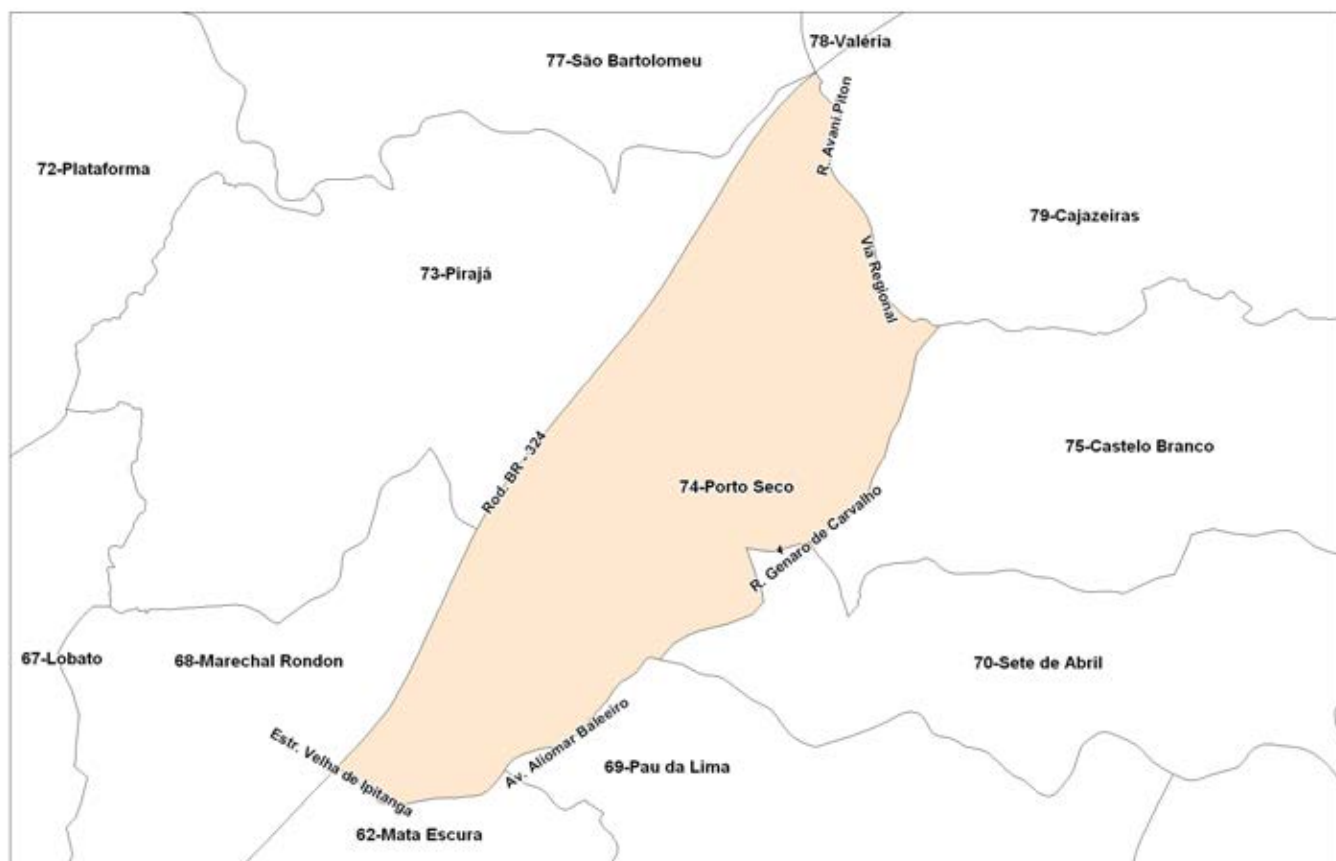 78-Valéria
77-São Bartolomeu
R. Avani Piton
72-Plataforma
79-Cajazeiras
Via Regional
73-Pirajá
75-Castelo Branco
Rod. BR - 324
74-Porto Seco
R. Genaro de Carvalho
67-Lobato
68-Marechal Rondon
70-Sete de Abril
Estr. Velha de Ipitanga
Av. Aliomar Baleeiro
69-Pau da Lima
62-Mata Escura